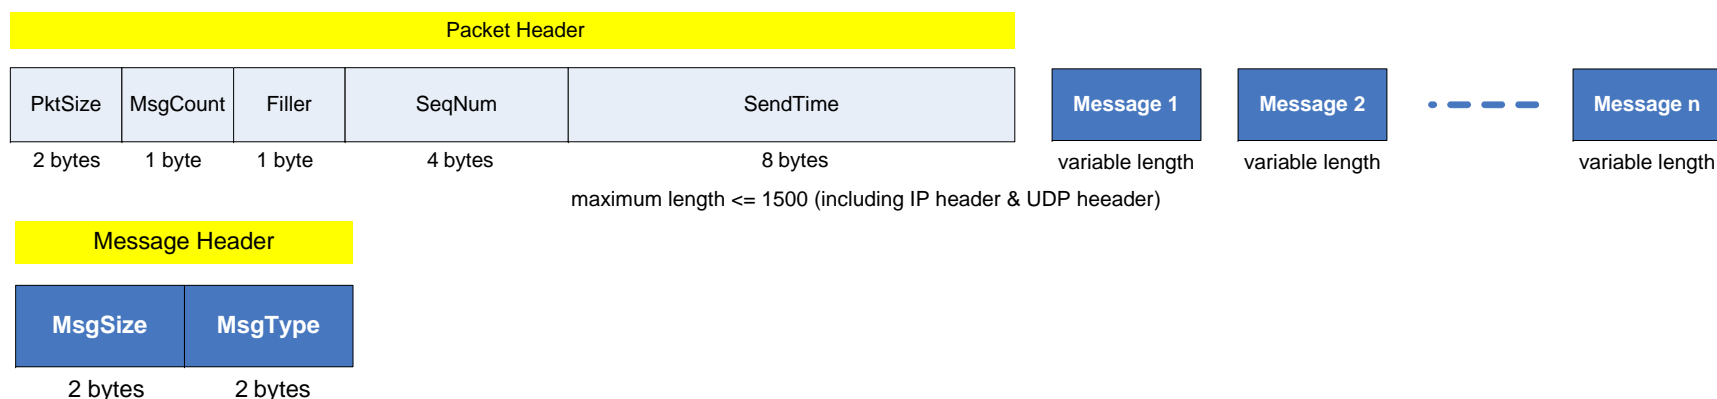 Packet Header
PktSize MsgCount Filler SeqNum SendTime Message 1 Message 2 Message n
2 bytes 1 byte 1 byte 4 bytes 8 bytes variable length variable length variable length
maximum length <= 1500 (including IP header & UDP heeader)
Message Header
MsgSize MsgType
2 bytes 2 bytes